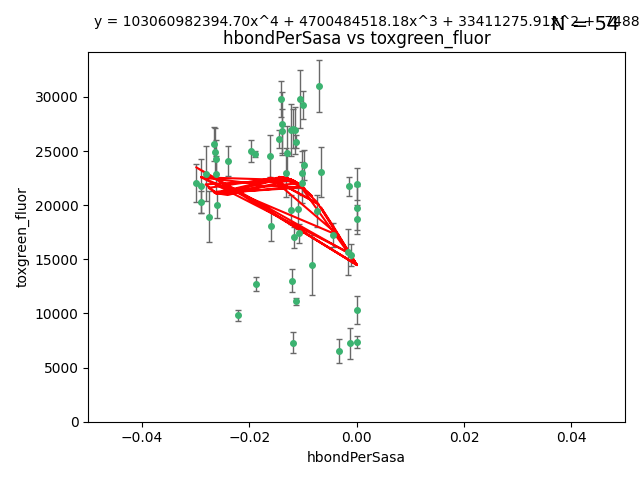 y = 103060982394.70x^4 + 4700484518.18x^3 + 33411275.91x^2 + -7488
N = 54
hbondPerSasa vs toxgreen_fluor
30000
25000
20000
15000
10000
5000
0
toxgreen_fluor
−0.04
−0.02
0.00
0.02
0.04
hbondPerSasa